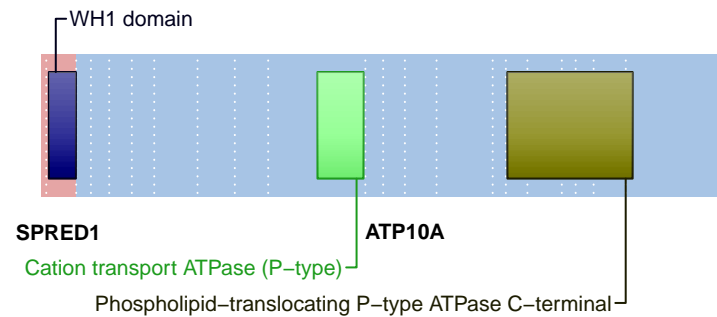 WH1 domain
SPRED1
ATP10A
Cation transport ATPase (P−type)
Phospholipid−translocating P−type ATPase C−terminal